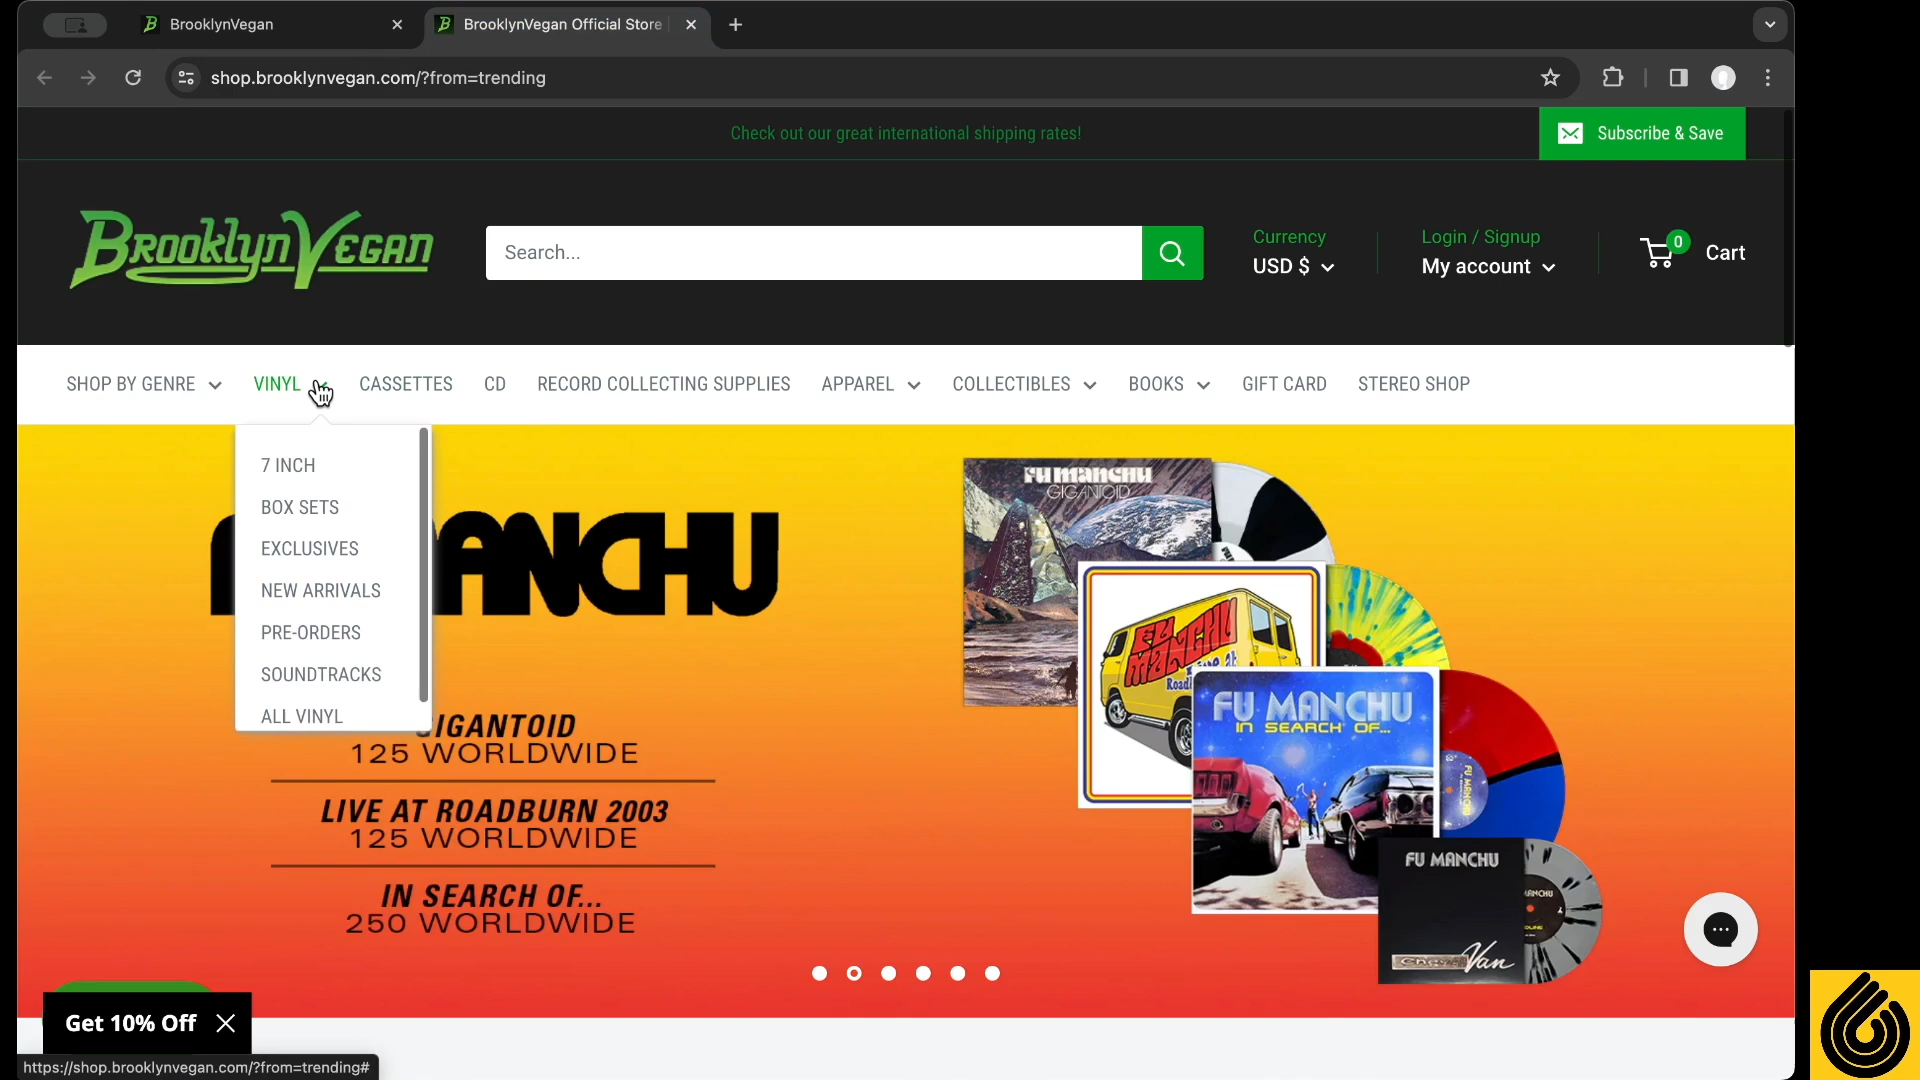 BrooklynVegan
BrooklynVegan Official Store
shop.brooklynvegan.com/?from=trending
Check out our great international shipping rates!
Subscribe & Save
BROOKLYNVEGAN
Search...
Currency
USD $
Login / Signup
My account
0
Cart
SHOP BY GENRE
VINYL
CASSETTES
CD
RECORD COLLECTING SUPPLIES
APPAREL
COLLECTIBLES
BOOKS
GIFT CARD
STEREO SHOP
7 INCH
BOX SETS
EXCLUSIVES
NEW ARRIVALS
PRE-ORDERS
SOUNDTRACKS
ALL VINYL
MANCHU
GIGANTOID
125 WORLDWIDE
LIVE AT ROADBURN 2003
125 WORLDWIDE
IN SEARCH OF...
250 WORLDWIDE
FU MANCHU
GIGANTOID
FU MANCHU
Live at
FU MANCHU
IN SEARCH OF...
FU MANCHU
Van
Get 10% Off
https://shop.brooklynvegan.com/?from=trending#